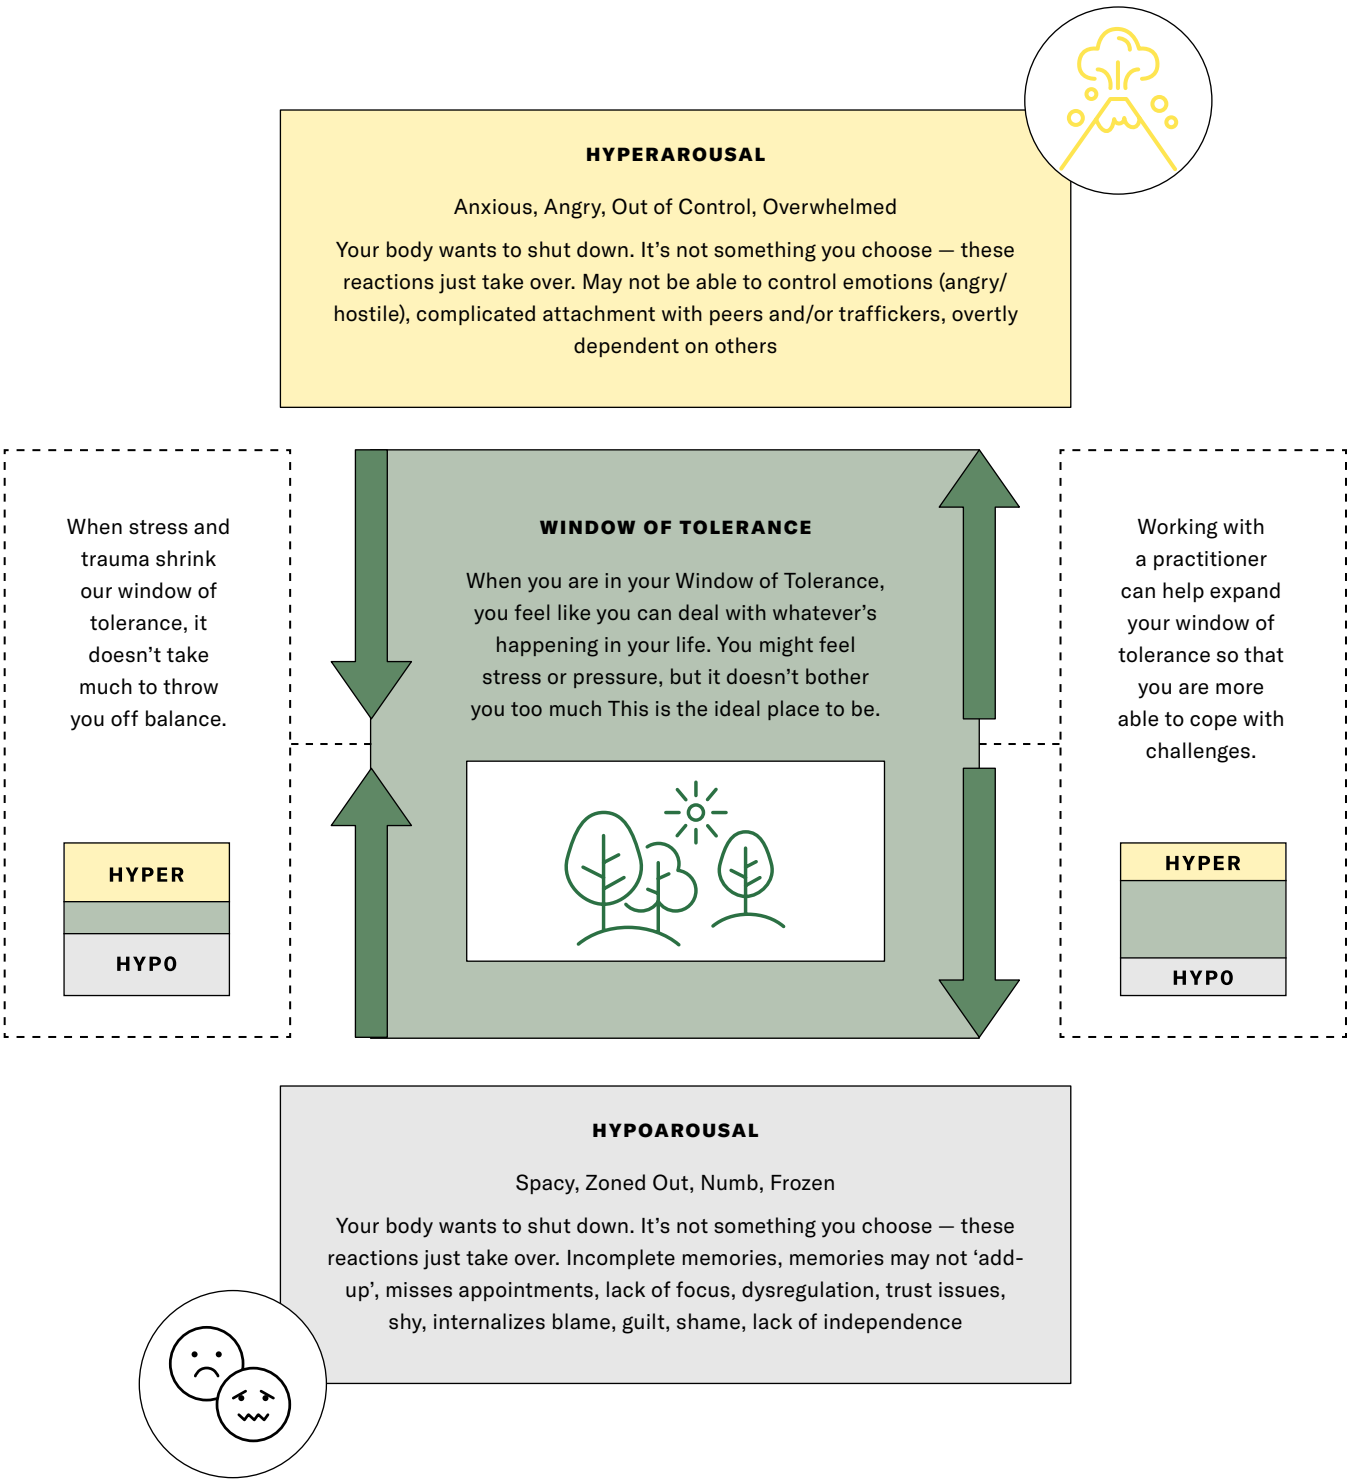 HYPERAROUSAL
Anxious, Angry, Out of Control, Overwhelmed
Your body wants to shut down. It’s not something you choose — these
reactions just take over. May not be able to control emotions (angry/
hostile), complicated attachment with peers and/or traffickers, overtly
dependent on others
When stress and
trauma shrink
our window of
tolerance, it
doesn’t take
much to throw
you off balance.
HYPER
HYPO
WINDOW OF TOLERANCE
When you are in your Window of Tolerance,
you feel like you can deal with whatever’s
happening in your life. You might feel
stress or pressure, but it doesn’t bother
you too much This is the ideal place to be.
Working with
a practitioner
can help expand
your window of
tolerance so that
you are more
able to cope with
challenges.
HYPER
HYPO
HYPOAROUSAL
Spacy, Zoned Out, Numb, Frozen
Your body wants to shut down. It’s not something you choose — these
reactions just take over. Incomplete memories, memories may not ‘add-
up’, misses appointments, lack of focus, dysregulation, trust issues,
shy, internalizes blame, guilt, shame, lack of independence